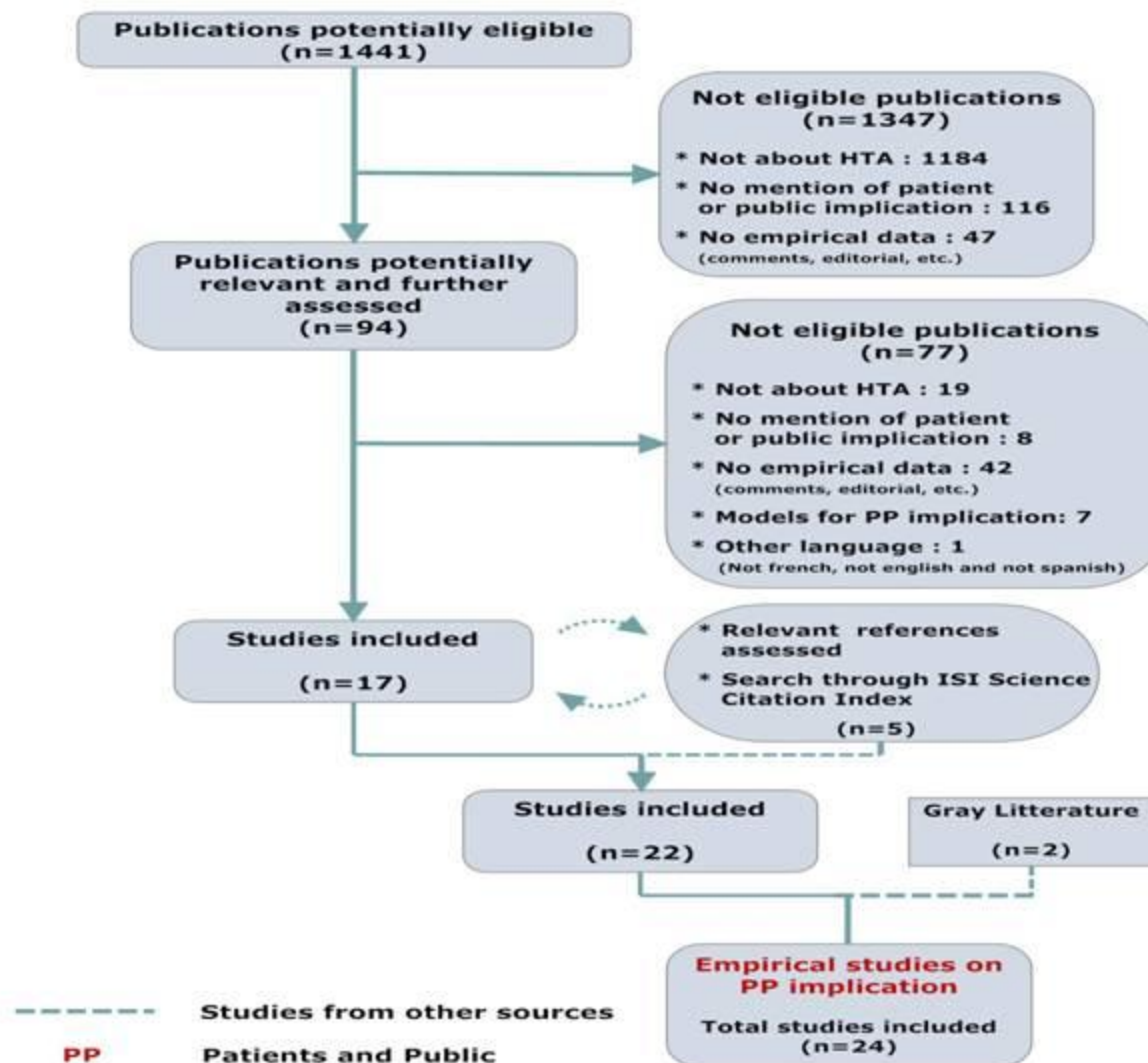 Publications potentially eligible
(n=1441)
Not eligible publications
(n=1347)
* Not about HTA : 1184
* No mention of patient
or public implication : 116
* No empirical data : 47
(comments, editorial, etc.)
Publications potentially
relevant and further
assessed
(n=94)
Not eligible publications
(n=77)
* Not about HTA : 19
* No mention of patient
or public implication : 8
* No empirical data : 42
(comments, editorial, etc.)
* Models for PP implication: 7
* Other language : 1
(Not french, not english and not spanish)
Studies included
(n=17)
* Relevant references
assessed
* Search through ISI Science
Citation Index
(n=5)
Studies included
(n=22)
Gray Litterature
(n=2)
Empirical studies on
PP implication
Total studies included
(n=24)
Studies from other sources
PP Patients and Public